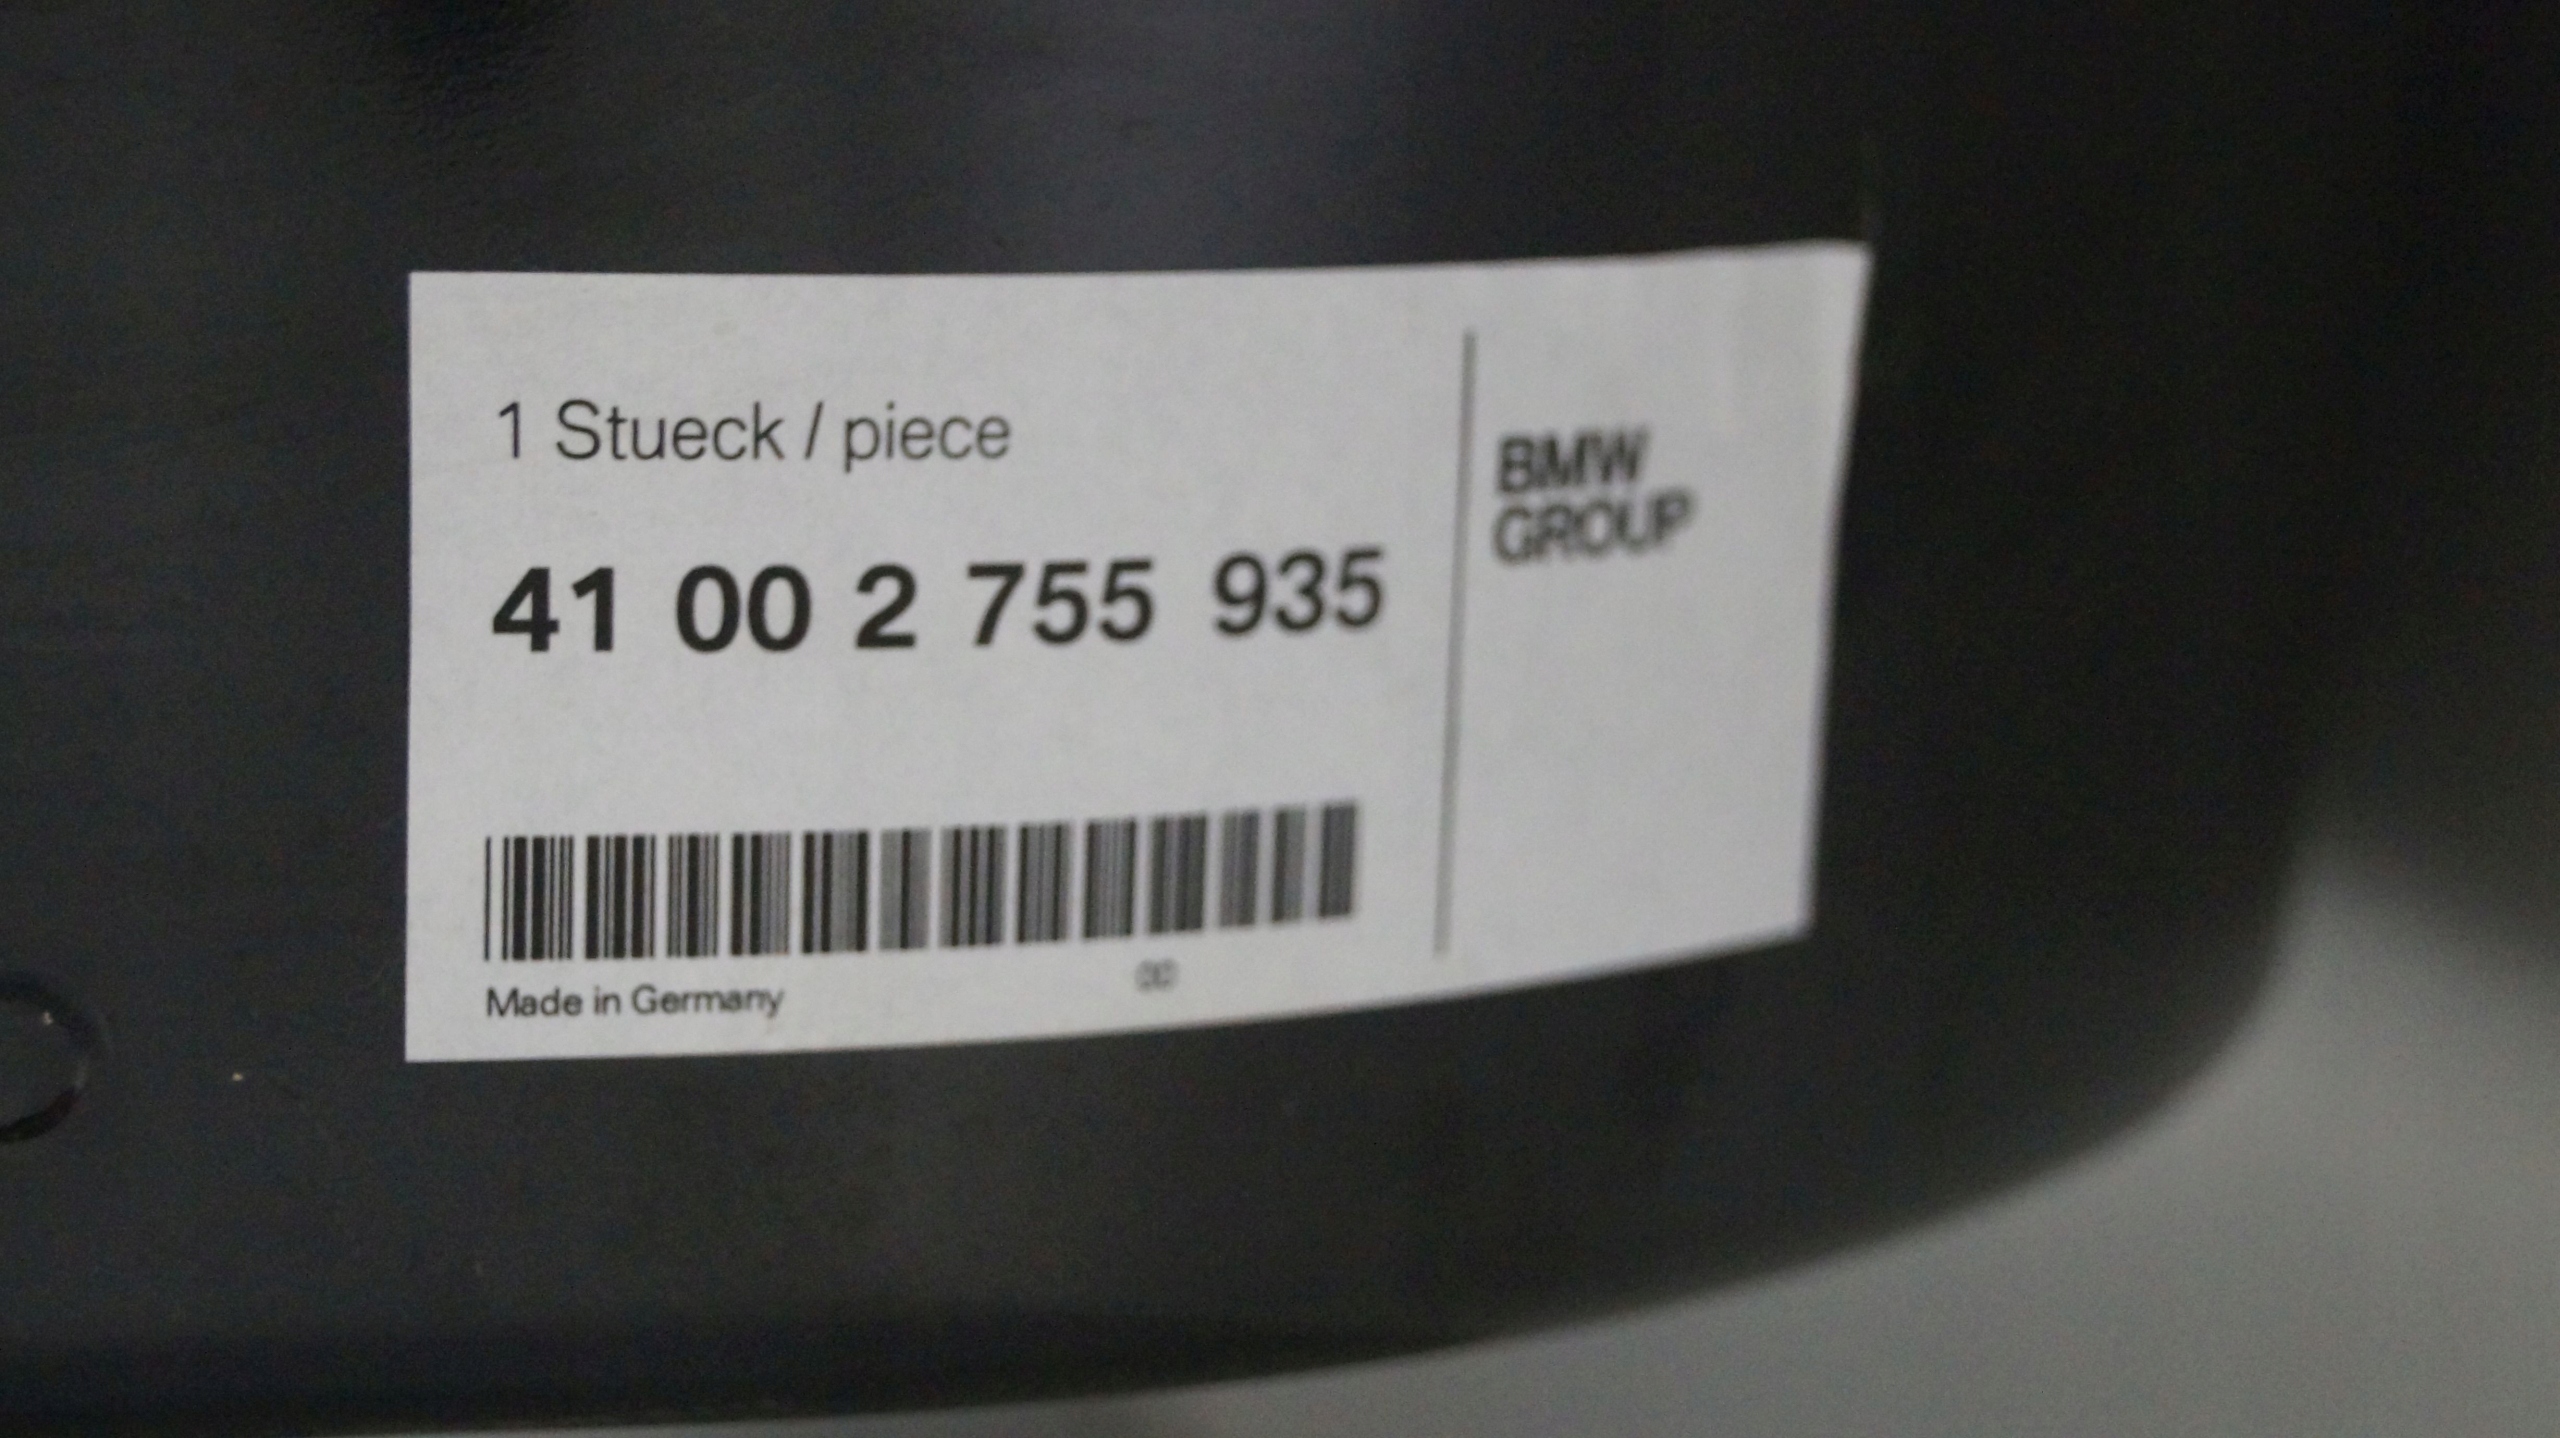 1 Stueck / piece
41 00 2 755 935
BMW
GROUP
Made in Germany
00